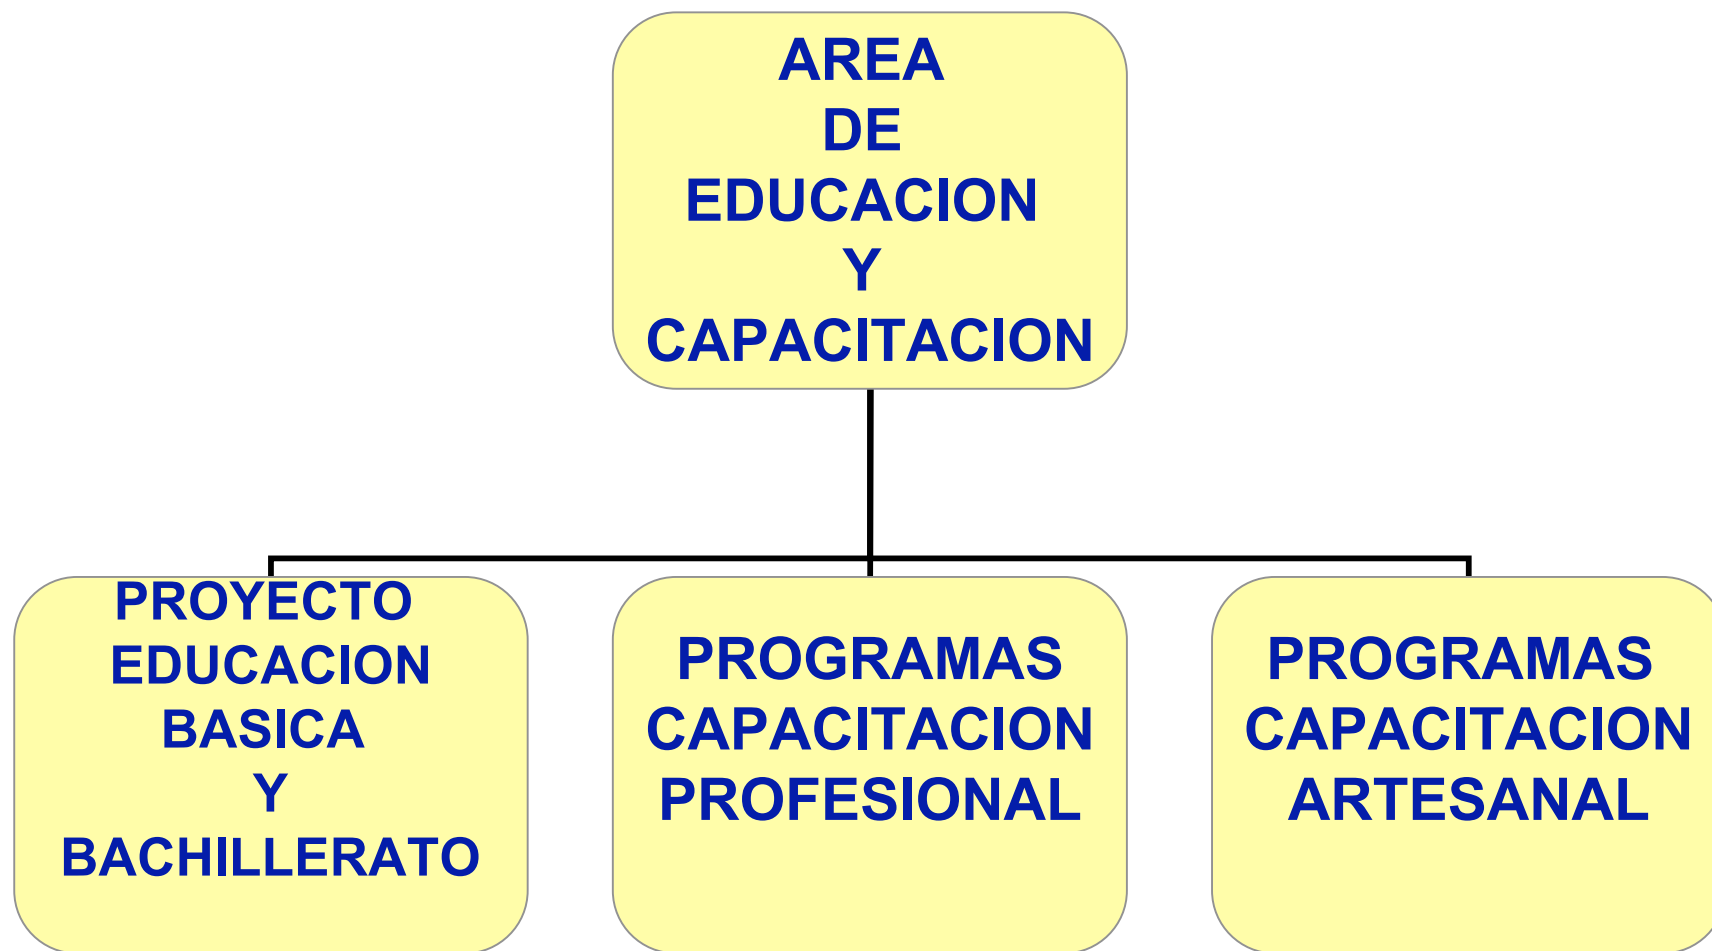 AREA
DE
EDUCACION
Y
CAPACITACION
PROYECTO
EDUCACION
BASICA
Y
BACHILLERATO
PROGRAMAS
CAPACITACION
PROFESIONAL
PROGRAMAS
CAPACITACION
ARTESANAL